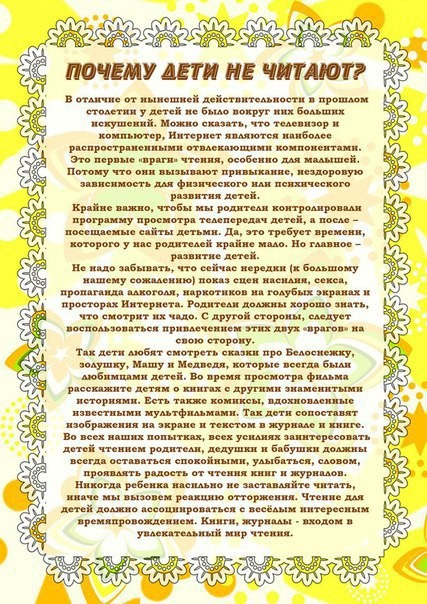 ПОЧЕМУ ДЕТИ НЕ ЧИТАЮТ?
В отличие от нынешней действительности в прошлом
столетии у детей не было вокруг них больших
искушений. Можно сказать, что телевизор и
компьютер, Интернет являются наиболее
распространенными отвлекающими компонентами.
Это первые «враги» чтения, особенно для малышей.
Потому что они вызывают привыкание, нездоровую
зависимость для физического или психического
развития детей.
Крайне важно, чтобы мы родители контролировали
программу просмотра телепередач детей, а после –
посещаемые сайты детьми. Да, это требует времени,
которого у нас родителей крайне мало. Но главное –
развитие детей.
Не надо забывать, что сейчас нередки (к большому
нашему сожалению) показ сцен насилия, секса,
пропаганда алкоголя, наркотиков на голубых экранах и
просторах Интернета. Родители должны хорошо знать,
что смотрит их чадо. С другой стороны, следует
воспользоваться привлечением этих двух «врагов» на
свою сторону.
Так дети любят смотреть сказки про Белоснежку,
золушку, Машу и Медведя, которые всегда были
любимцами детей. Во время просмотра фильма
расскажите детям о книгах с другими знаменитыми
историями. Есть также комиксы, вдохновленные
известными мультфильмами. Так дети сопоставят
изображения на экране и текстом в журнале и книге.
Во всех наших попытках, всех усилиях заинтересовать
детей чтением родители, дедушки и бабушки должны
всегда оставаться спокойными, улыбаться, словом,
проявлять радость от чтения книг и журналов.
Никогда ребенка насильно не заставляйте читать,
иначе мы вызовем реакцию отторжения. Чтение для
детей должно ассоциироваться с весёлым интересным
времяпровождением. Книги, журналы - входом в
увлекательный мир чтения.